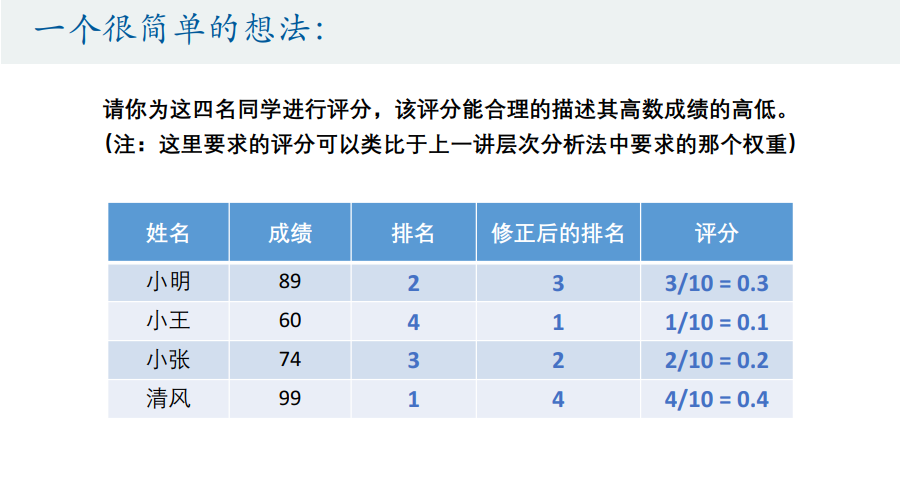 一个很简单的想法：
请你为这四名同学进行评分，该评分能合理的描述其高数成绩的高低。
(注：这里要求的评分可以类比于上一讲层次分析法中要求的那个权重)
姓名 成绩 排名 修正后的排名 评分
小明 89 2 3 3/10 = 0.3
小王 60 4 1 1/10 = 0.1
小张 74 3 2 2/10 = 0.2
清风 99 1 4 4/10 = 0.4